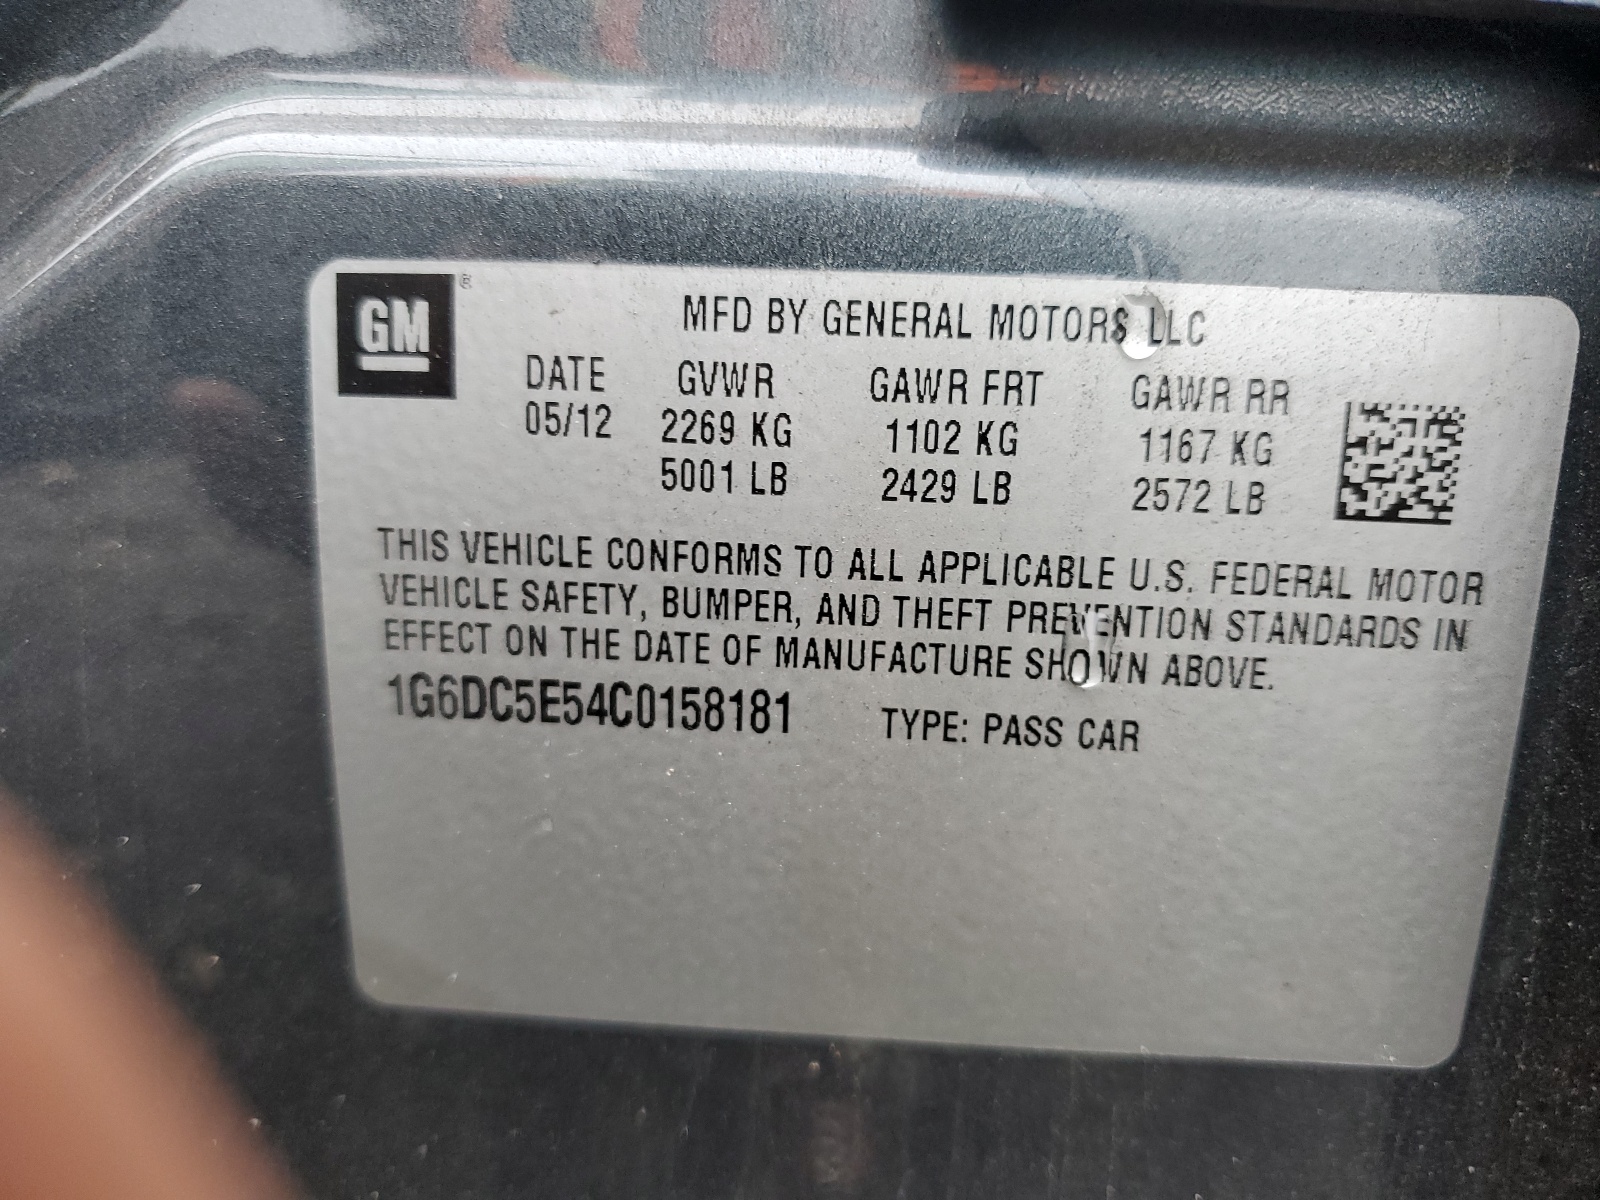 GM ®
MFD BY GENERAL MOTORS LLC
DATE GVWR GAWR FRT GAWR RR
05/12 2269 KG 1102 KG 1167 KG
5001 LB 2429 LB 2572 LB
THIS VEHICLE CONFORMS TO ALL APPLICABLE U.S. FEDERAL MOTOR
VEHICLE SAFETY, BUMPER, AND THEFT PREVENTION STANDARDS IN
EFFECT ON THE DATE OF MANUFACTURE SHOWN ABOVE.
1G6DC5E54C0158181 TYPE: PASS CAR